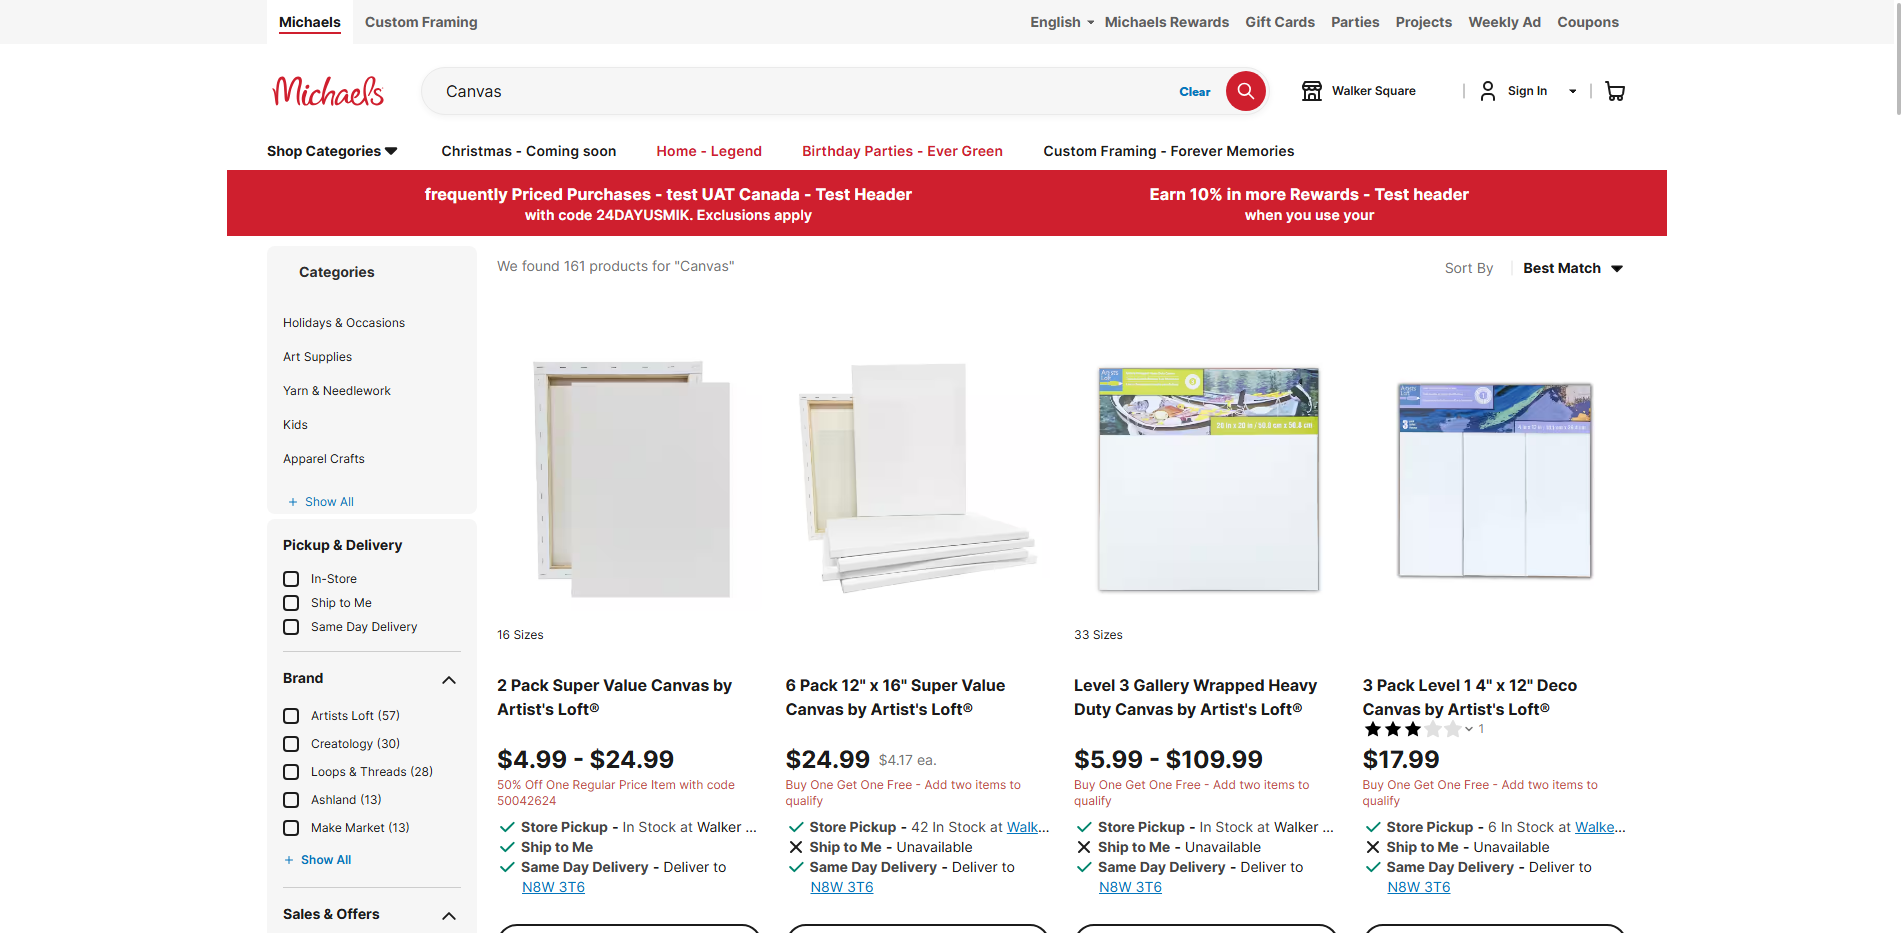 Michaels
Custom Framing
English
Michaels Rewards
Gift Cards
Parties
Projects
Weekly Ad
Coupons
Michaels
Canvas
Clear
Walker Square
Sign In
Shop Categories
Christmas - Coming soon
Home - Legend
Birthday Parties - Ever Green
Custom Framing - Forever Memories
frequently Priced Purchases - test UAT Canada - Test Header
with code 24DAYUSMIK. Exclusions apply
Earn 10% in more Rewards - Test header
when you use your
Categories
Holidays & Occasions
Art Supplies
Yarn & Needlework
Kids
Apparel Crafts
+ Show All
Pickup & Delivery
In-Store
Ship to Me
Same Day Delivery
Brand
Artists Loft (57)
Creatology (30)
Loops & Threads (28)
Ashland (13)
Make Market (13)
+ Show All
Sales & Offers
We found 161 products for "Canvas"
Sort By
Best Match
16 Sizes
2 Pack Super Value Canvas by
Artist's Loft®
$4.99 - $24.99
50% Off One Regular Price Item with code
50042624
Store Pickup - In Stock at Walker ...
Ship to Me
Same Day Delivery - Deliver to
N8W 3T6
6 Pack 12" x 16" Super Value
Canvas by Artist's Loft®
$24.99 $4.17 ea.
Buy One Get One Free - Add two items to
qualify
Store Pickup - 42 In Stock at Walk...
Ship to Me - Unavailable
Same Day Delivery - Deliver to
N8W 3T6
Artists
Loft
20 in x 20 in / 50.8 cm x 50.8 cm
33 Sizes
Level 3 Gallery Wrapped Heavy
Duty Canvas by Artist's Loft®
$5.99 - $109.99
Buy One Get One Free - Add two items to
qualify
Store Pickup - In Stock at Walker ...
Ship to Me - Unavailable
Same Day Delivery - Deliver to
N8W 3T6
Artists
Loft
3 Pack Level 1 4" x 12" Deco
Canvas by Artist's Loft®
1
$17.99
Buy One Get One Free - Add two items to
qualify
Store Pickup - 6 In Stock at Walke...
Ship to Me - Unavailable
Same Day Delivery - Deliver to
N8W 3T6